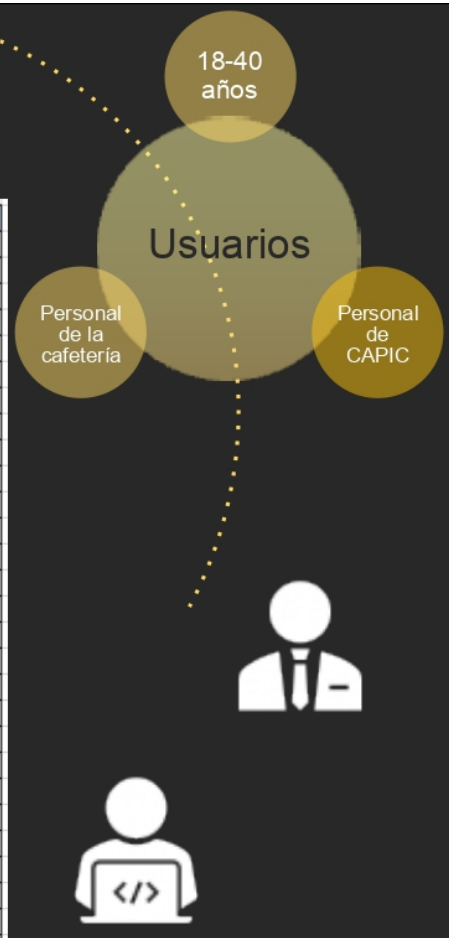 18-40
años
Usuarios
Personal
de la
cafetería
Personal
de
CAPIC
</>